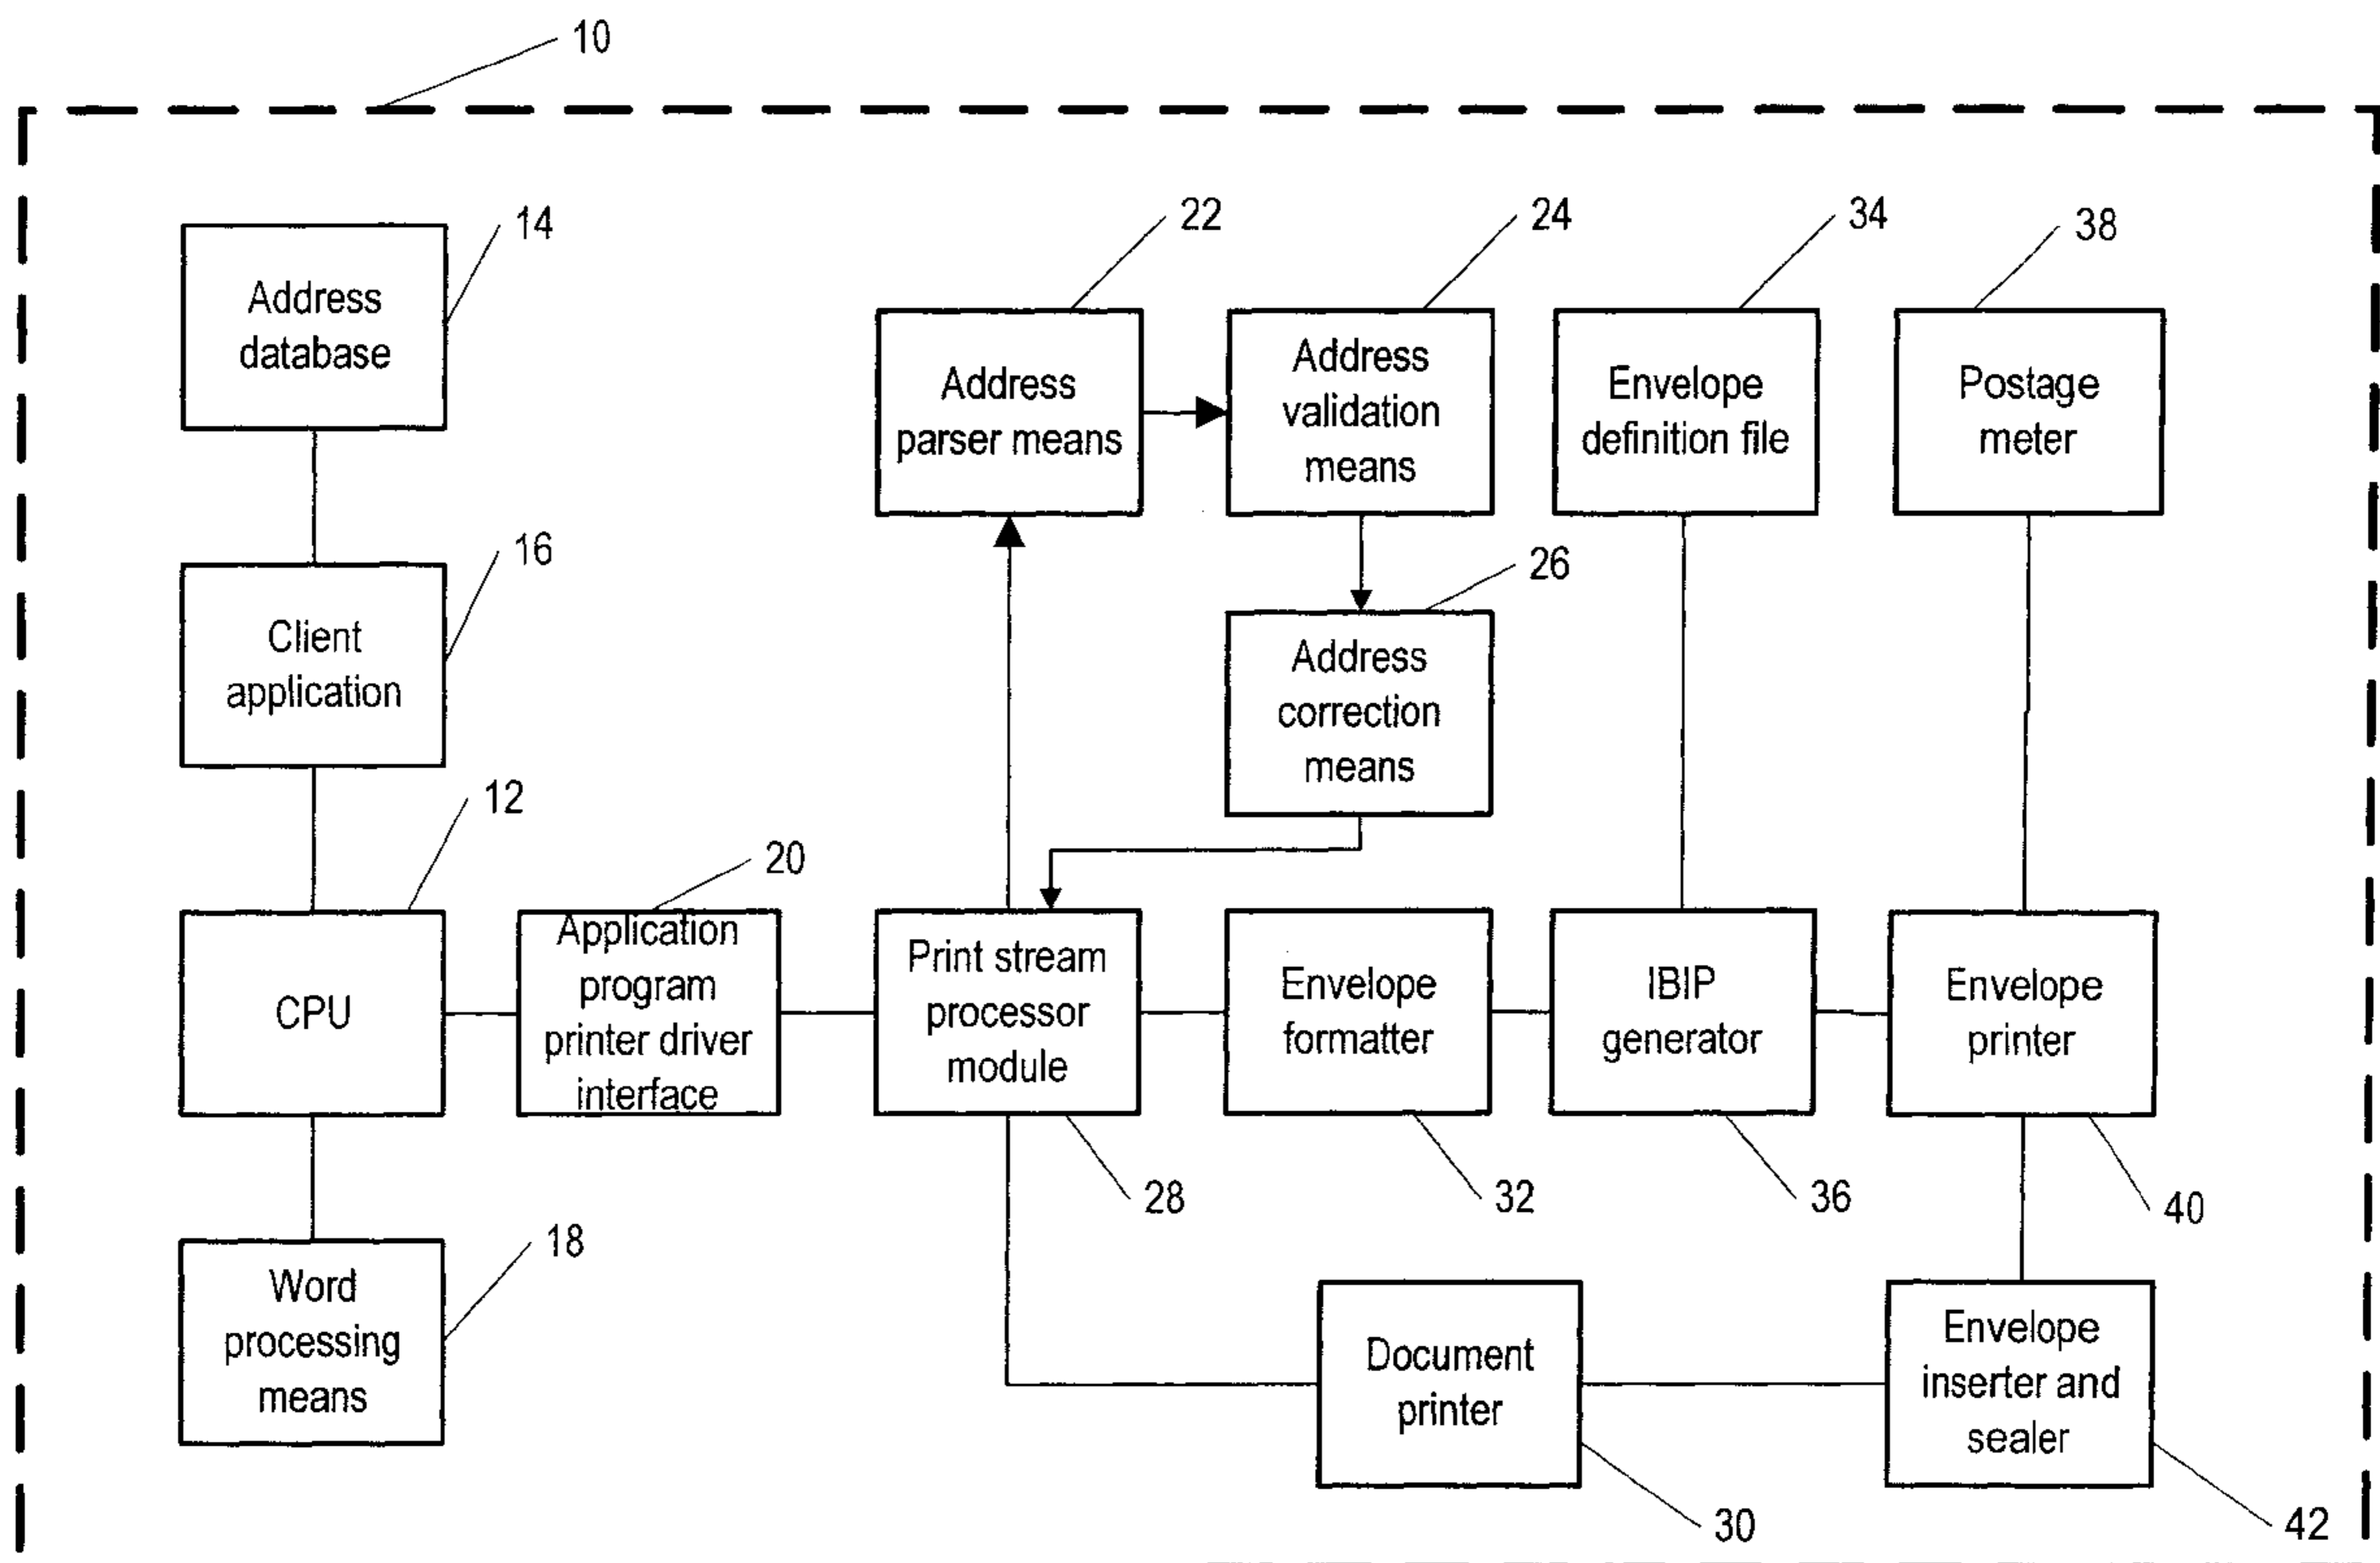 10
14
Address
database
22
24
34
38
Address
parser means
Address
validation
means
Envelope
definition file
Postage
meter
16
Client
application
26
Address
correction
means
12
20
CPU
Application
program
printer driver
interface
Print stream
processor
module
Envelope
formatter
IBIP
generator
Envelope
printer
28
32
36
40
18
Word
processing
means
Document
printer
Envelope
inserter and
sealer
30
42